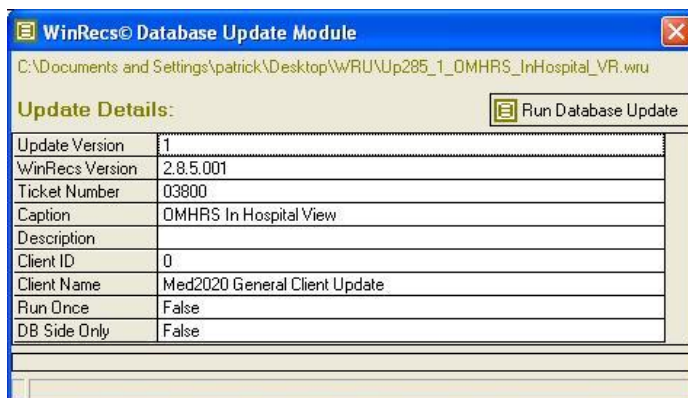 WinRecs© Database Update Module
C:\Documents and Settings\patrick\Desktop\WRU\Up285_1_OMHRS_InHospital_VR.wru
Update Details:
Run Database Update
Update Version 1
WinRecs Version 2.8.5.001
Ticket Number 03800
Caption OMHRS In Hospital View
Description
Client ID 0
Client Name Med2020 General Client Update
Run Once False
DB Side Only False